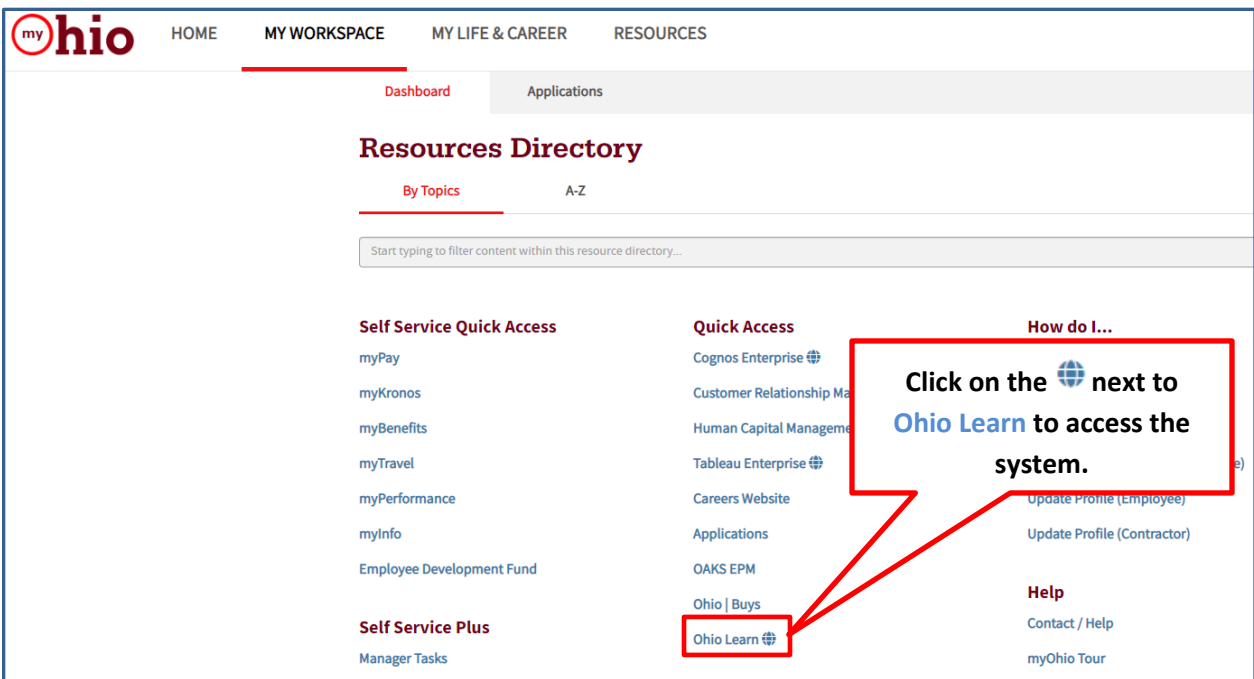 myOhio
HOME
MY WORKSPACE
MY LIFE & CAREER
RESOURCES
Dashboard
Applications
Resources Directory
By Topics
A-Z
Start typing to filter content within this resource directory...
Self Service Quick Access
myPay
myKronos
myBenefits
myTravel
myPerformance
myInfo
Employee Development Fund
Self Service Plus
Manager Tasks
Quick Access
Cognos Enterprise
Customer Relationship Ma
Human Capital Manageme
Tableau Enterprise
Careers Website
Applications
OAKS EPM
Ohio | Buys
Ohio Learn
How do I...
e)
Update Profile (Employee)
Update Profile (Contractor)
Help
Contact / Help
myOhio Tour
Click on the next to
Ohio Learn to access the
system.